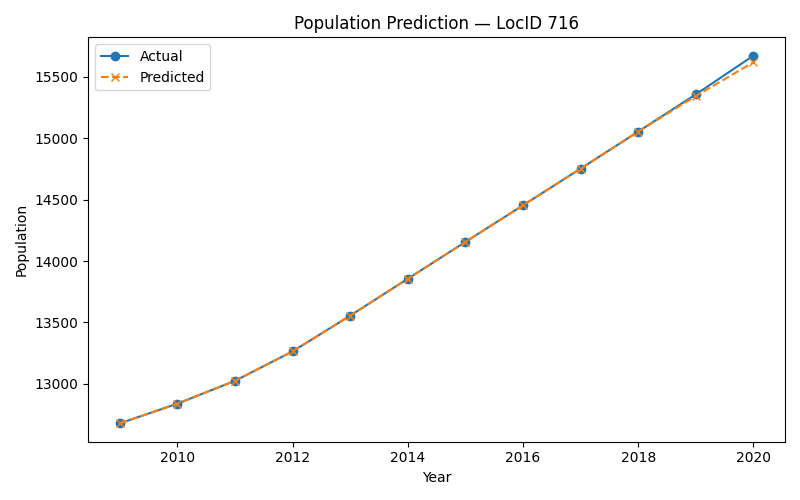 Population Prediction — LocID 716
Actual
Predicted
15500
15000
14500
14000
13500
13000
Population
2010
2012
2014
2016
2018
2020
Year